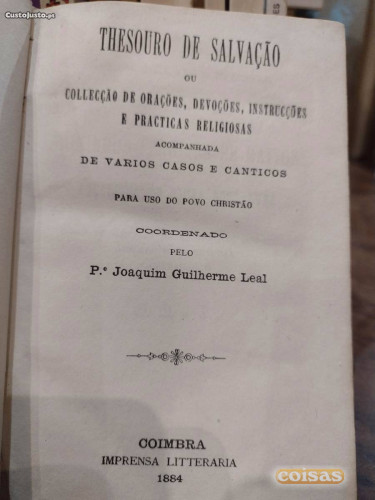 CustoJusto.pt
THESOURO DE SALVAÇÃO
OU
COLLECÇÃO DE ORAÇÕES, DEVOÇÕES, INSTRUCÇÕES
E PRACTICAS RELIGIOSAS
ACOMPANHADA
DE VARIOS CASOS E CANTICOS
PARA USO DO POVO CHRISTÃO
COORDENADO
PELO
P.e Joaquim Guilherme Leal
COIMBRA
IMPRENSA LITTERARIA
1884
coisas